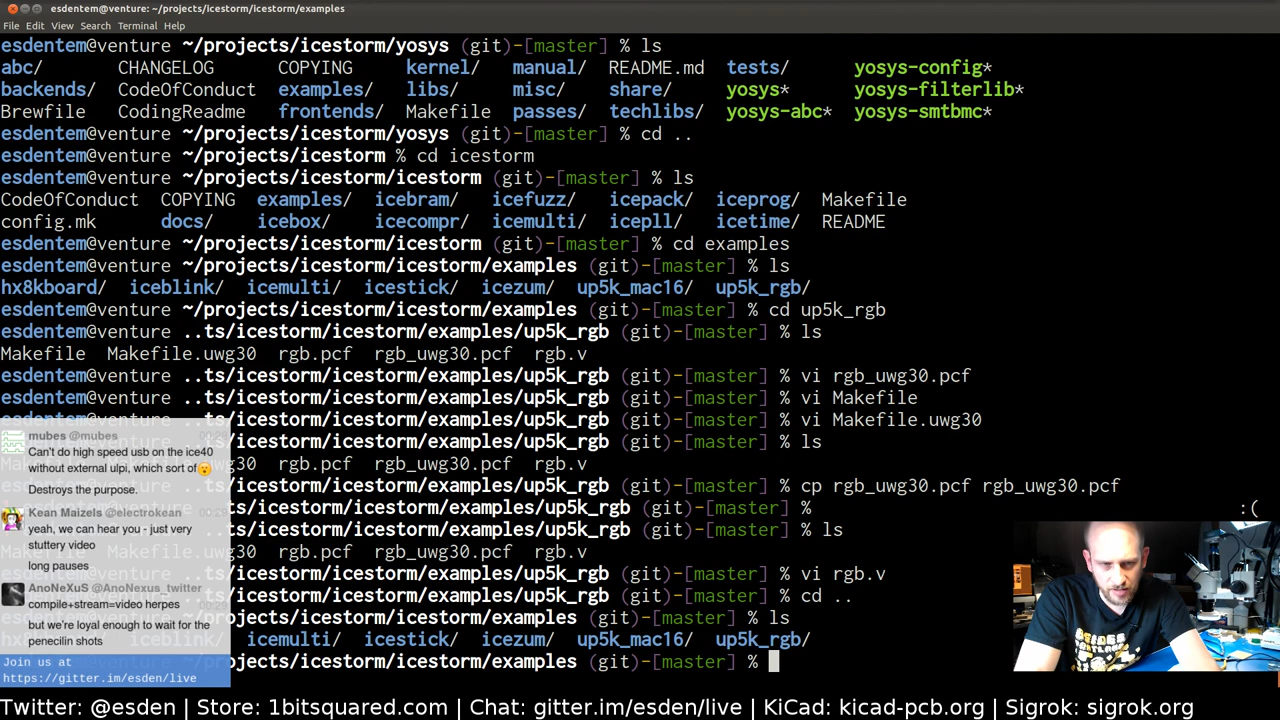 esdentem@venture: ~/projects/icestorm/icestorm/examples
File Edit View Search Terminal Help
esdentem@venture ~/projects/icestorm/yosys (git)-[master] % ls
abc/ CHANGELOG COPYING kernel/ manual/ README.md tests/ yosys-config*
backends/ CodeOfConduct examples/ libs/ misc/ share/ yosys* yosys-filterlib*
Brewfile CodingReadme frontends/ Makefile passes/ techlibs/ yosys-abc* yosys-smtbmc*
esdentem@venture ~/projects/icestorm/yosys (git)-[master] % cd ..
esdentem@venture ~/projects/icestorm % cd icestorm
esdentem@venture ~/projects/icestorm/icestorm (git)-[master] % ls
CodeOfConduct COPYING examples/ icebram/ icefuzz/ icepack/ iceprog/ Makefile
config.mk docs/ icebox/ icecompr/ icemulti/ icepll/ icetime/ README
esdentem@venture ~/projects/icestorm/icestorm (git)-[master] % cd examples
esdentem@venture ~/projects/icestorm/icestorm/examples (git)-[master] % ls
hx8kboard/ iceblink/ icemulti/ icestick/ icezum/ up5k_mac16/ up5k_rgb/
esdentem@venture ~/projects/icestorm/icestorm/examples (git)-[master] % cd up5k_rgb
esdentem@venture ..ts/icestorm/icestorm/examples/up5k_rgb (git)-[master] % ls
Makefile Makefile.uwg30 rgb.pcf rgb_uwg30.pcf rgb.v
esdentem@venture ..ts/icestorm/icestorm/examples/up5k_rgb (git)-[master] % vi rgb_uwg30.pcf
esdentem@venture ..ts/icestorm/icestorm/examples/up5k_rgb (git)-[master] % vi Makefile
esdentem@venture ..ts/icestorm/icestorm/examples/up5k_rgb (git)-[master] % vi Makefile.uwg30
..ts/icestorm/icestorm/examples/up5k_rgb (git)-[master] % ls
rgb.pcf rgb_uwg30.pcf rgb.v
..ts/icestorm/icestorm/examples/up5k_rgb (git)-[master] % cp rgb_uwg30.pcf rgb_uwg30.pcf
ts/icestorm/icestorm/examples/up5k_rgb (git)-[master] % :(
ts/icestorm/icestorm/examples/up5k_rgb (git)-[master] % ls
rgb.pcf rgb_uwg30.pcf rgb.v
ts/icestorm/icestorm/examples/up5k_rgb (git)-[master] % vi rgb.v
ts/icestorm/icestorm/examples/up5k_rgb (git)-[master] % cd ..
/projects/icestorm/icestorm/examples (git)-[master] % ls
icemulti/ icestick/ icezum/ up5k_mac16/ up5k_rgb/
/projects/icestorm/icestorm/examples (git)-[master] %
mubes @mubes
Can't do high speed usb on the ice40
without external ulpi, which sort of😮
Destroys the purpose.
Kean Maizels @electrokean
yeah, we can hear you - just very
stuttery video
long pauses
AnoNeXuS @AnoNexus_twitter
compile+stream=video herpes
but we're loyal enough to wait for the
penecilin shots
Join us at
https://gitter.im/esden/live
Twitter: @esden | Store: 1bitsquared.com | Chat: gitter.im/esden/live | KiCad: kicad-pcb.org | Sigrok: sigrok.org